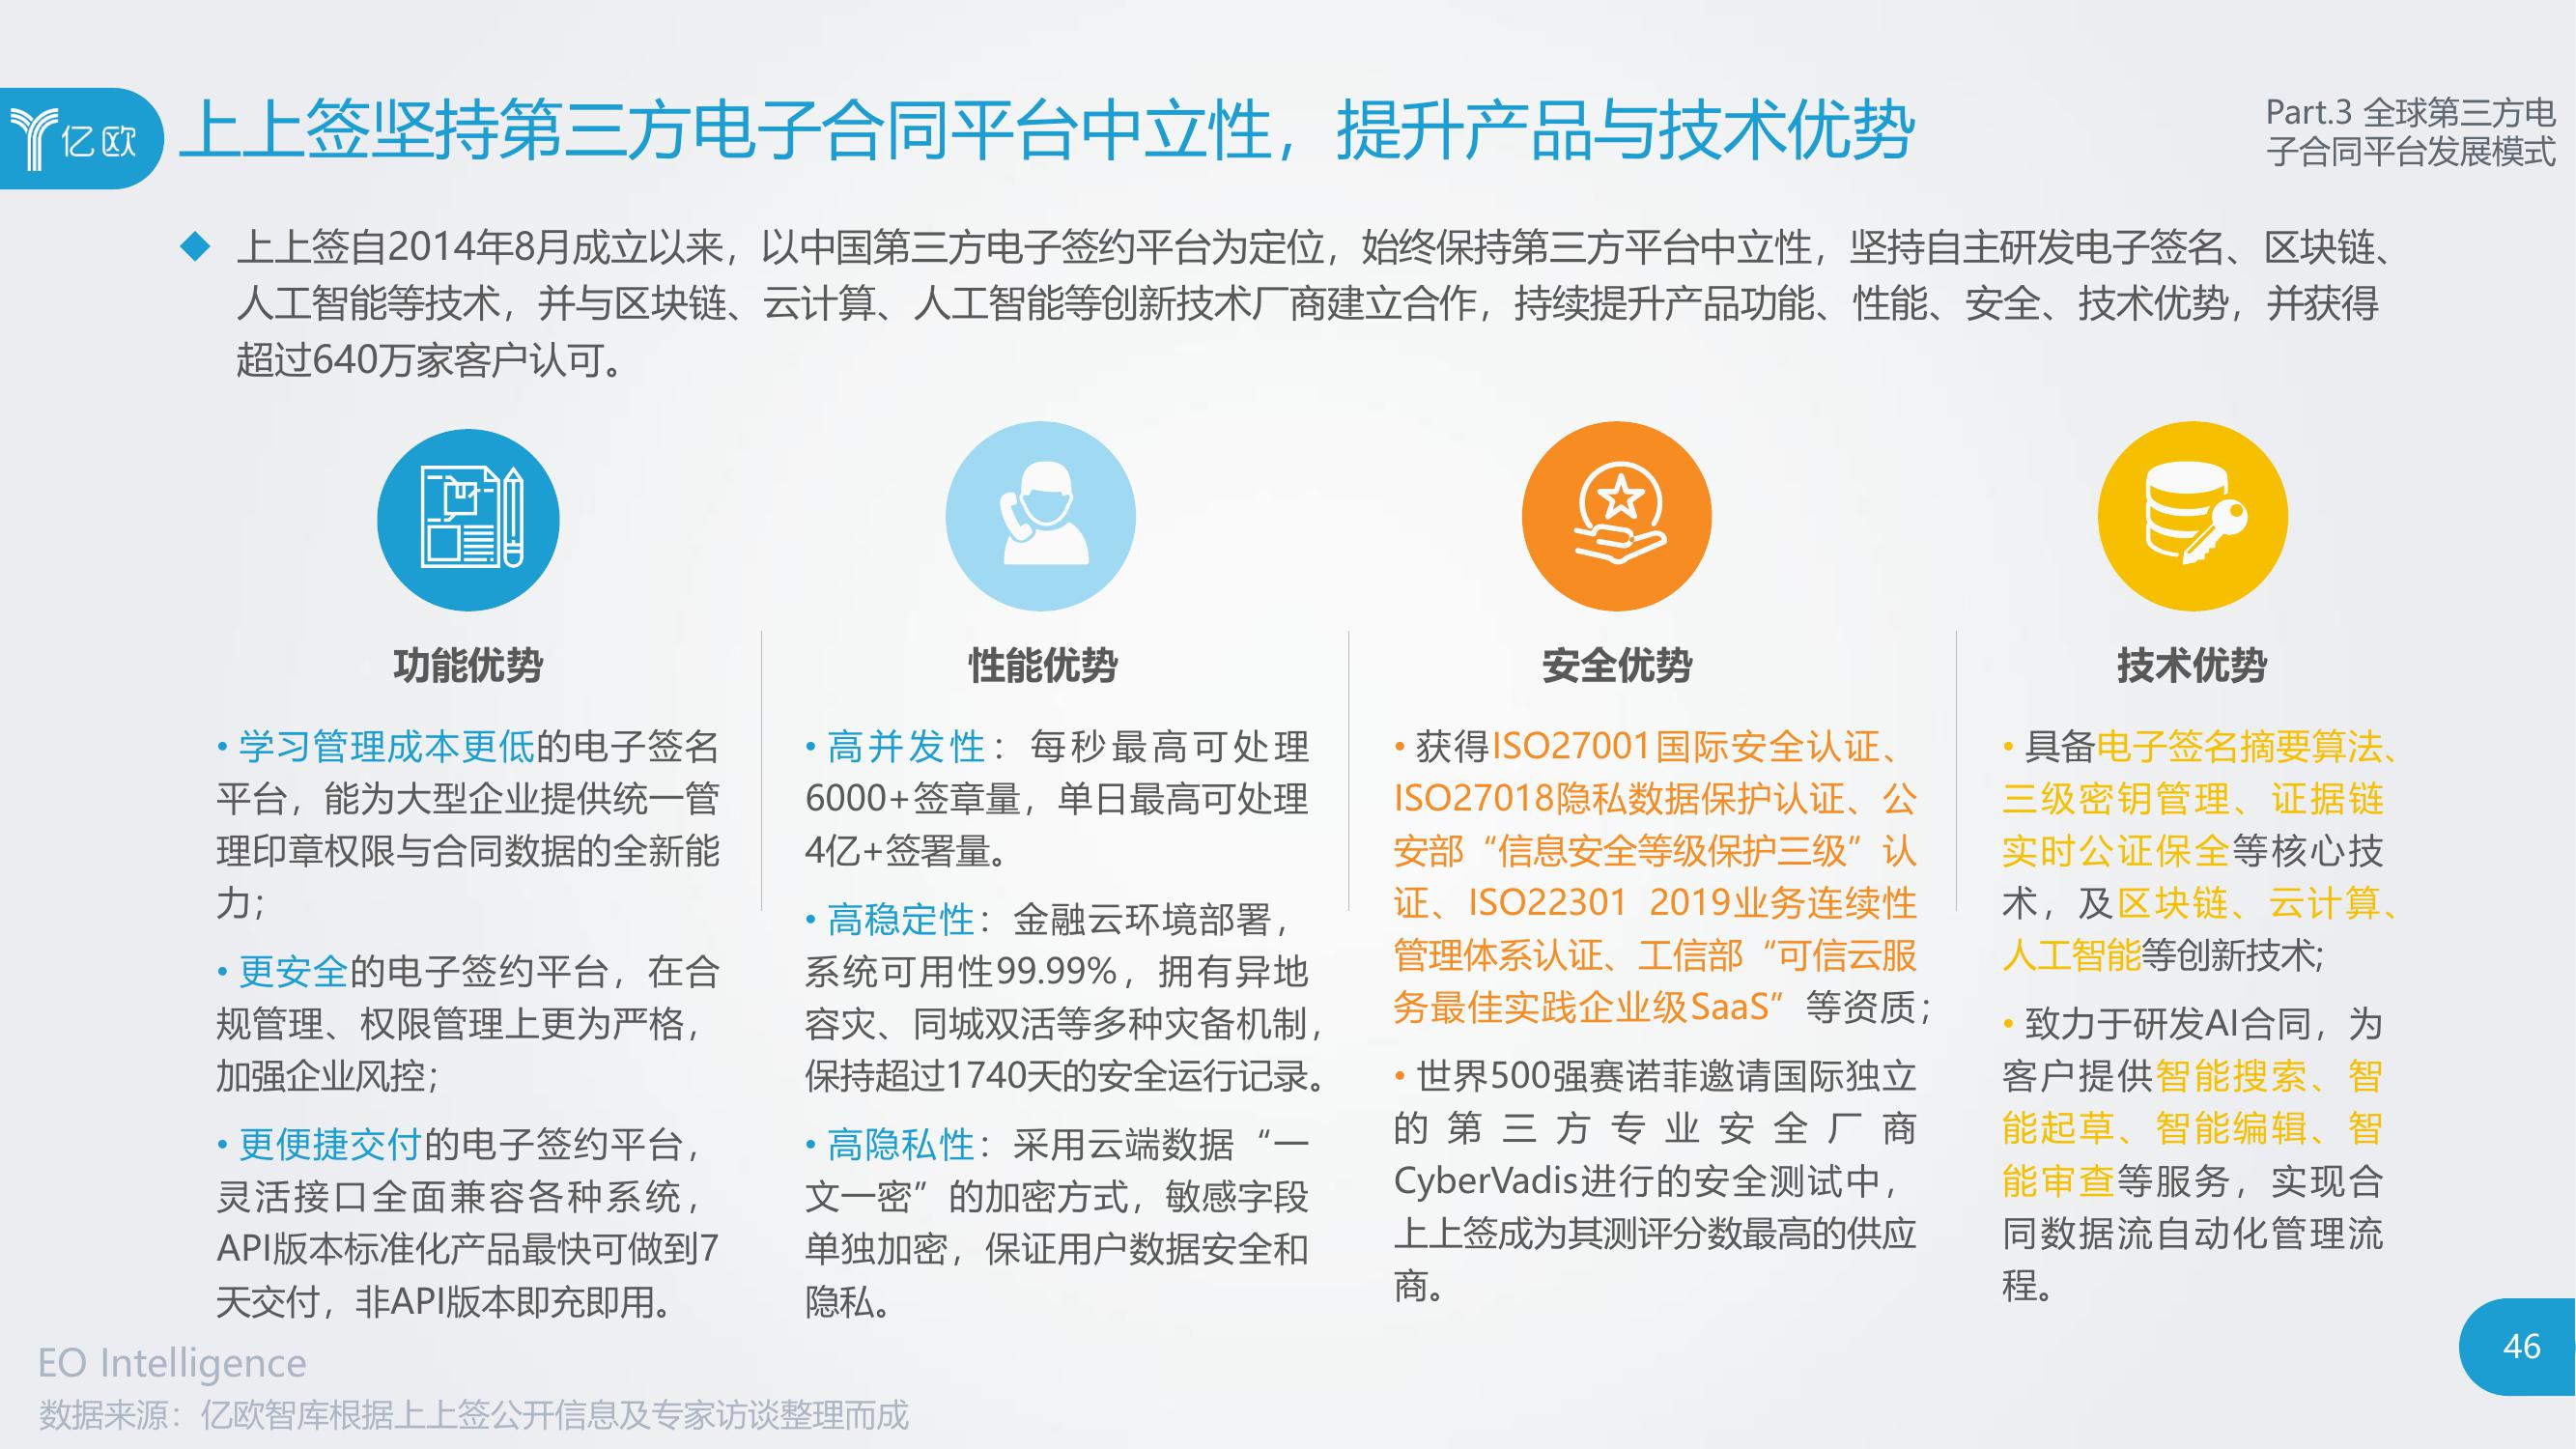 亿欧
上上签坚持第三方电子合同平台中立性，提升产品与技术优势
Part.3 全球第三方电
子合同平台发展模式
上上签自2014年8月成立以来，以中国第三方电子签约平台为定位，始终保持第三方平台中立性，坚持自主研发电子签名、区块链、
人工智能等技术，并与区块链、云计算、人工智能等创新技术厂商建立合作，持续提升产品功能、性能、安全、技术优势，并获得
超过640万家客户认可。
功能优势
• 学习管理成本更低的电子签名
平台，能为大型企业提供统一管
理印章权限与合同数据的全新能
力；
• 更安全的电子签约平台，在合
规管理、权限管理上更为严格，
加强企业风控；
• 更便捷交付的电子签约平台，
灵活接口全面兼容各种系统，
API版本标准化产品最快可做到7
天交付，非API版本即充即用。
性能优势
• 高并发性：每秒最高可处理
6000+签章量，单日最高可处理
4亿+签署量。
• 高稳定性：金融云环境部署，
系统可用性99.99%，拥有异地
容灾、同城双活等多种灾备机制，
保持超过1740天的安全运行记录。
• 高隐私性：采用云端数据“一
文一密”的加密方式，敏感字段
单独加密，保证用户数据安全和
隐私。
安全优势
• 获得ISO27001国际安全认证、
ISO27018隐私数据保护认证、公
安部“信息安全等级保护三级”认
证、ISO22301 2019业务连续性
管理体系认证、工信部“可信云服
务最佳实践企业级SaaS”等资质；
• 世界500强赛诺菲邀请国际独立
的第三方专业安全厂商
CyberVadis进行的安全测试中，
上上签成为其测评分数最高的供应
商。
技术优势
• 具备电子签名摘要算法、
三级密钥管理、证据链
实时公证保全等核心技
术，及区块链、云计算、
人工智能等创新技术;
• 致力于研发AI合同，为
客户提供智能搜索、智
能起草、智能编辑、智
能审查等服务，实现合
同数据流自动化管理流
程。
EO Intelligence
数据来源：亿欧智库根据上上签公开信息及专家访谈整理而成
46